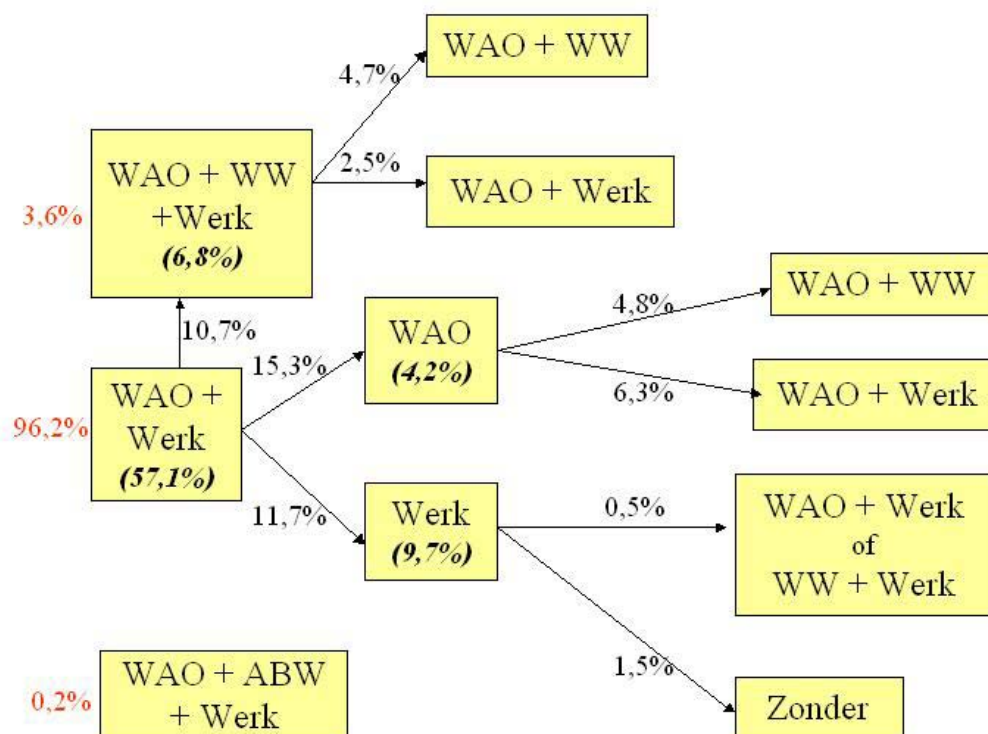 WAO + WW
4,7%
2,5%
WAO + WW
+Werk
(6,8%)
3,6%
WAO + Werk
10,7%
15,3%
WAO
(4,2%)
4,8%
WAO + WW
6,3%
WAO + Werk
96,2%
WAO +
Werk
(57,1%)
11,7%
Werk
(9,7%)
0,5%
WAO + Werk
of
WW + Werk
1,5%
Zonder
0,2%
WAO + ABW
+ Werk